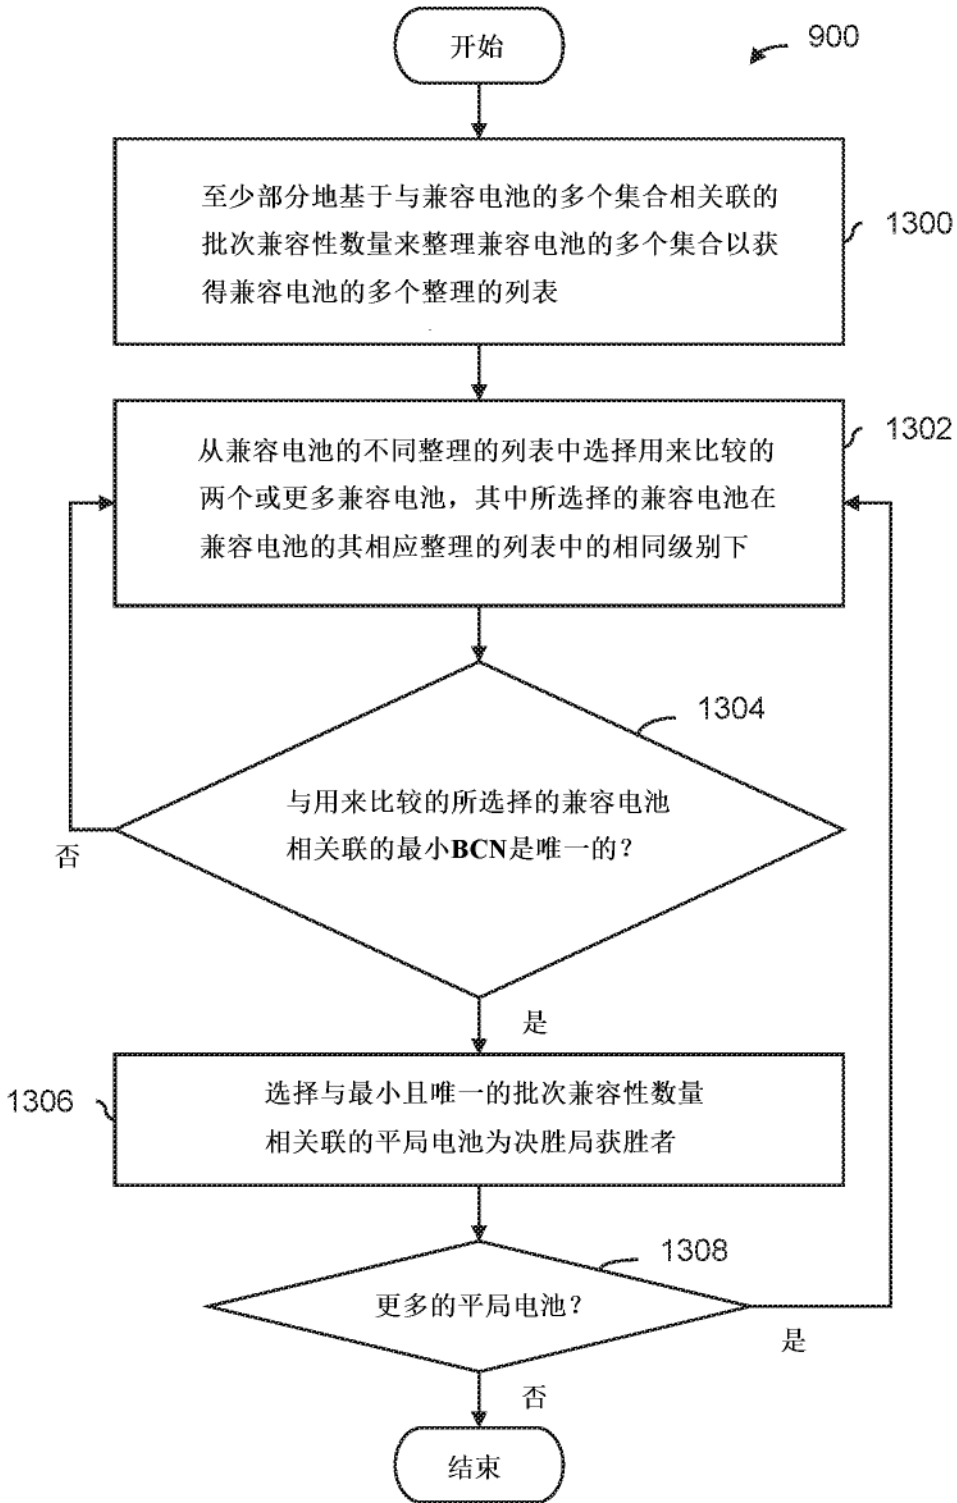 开始
900
至少部分地基于与兼容电池的多个集合相关联的
批次兼容性数量来整理兼容电池的多个集合以获
得兼容电池的多个整理的列表
1300
从兼容电池的不同整理的列表中选择用来比较的
两个或更多兼容电池，其中所选择的兼容电池在
兼容电池的其相应整理的列表中的相同级别下
1302
1304
与用来比较的所选择的兼容电池
相关联的最小BCN是唯一的？
否
是
1306
选择与最小且唯一的批次兼容性数量
相关联的平局电池为决胜局获胜者
1308
更多的平局电池？
是
否
结束